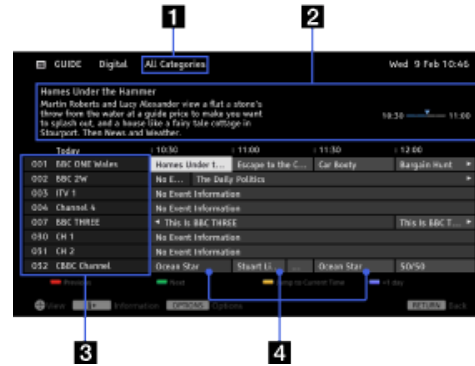 1
2
GUIDE Digital All Categories Wed 9 Feb 10:46
Homes Under the Hammer
Martin Roberts and Lucy Alexander view a flat a stone's
throw from the water at a guide price to make you want
to splash out, and a house like a fairy tale cottage in
Stourport. Then News and Weather.
10:30 11:00
Today 10:30 11:00 11:30 12:00
001 BBC ONE Wales Homes Under t... Escape to the C... Car Booty Bargain Hunt
002 BBC 2W No E... The Daily Politics
003 ITV 1 No Event Information
004 Channel 4 No Event Information
007 BBC THREE This is BBC THREE This is BBC T...
030 CH 1 No Event Information
031 CH 2 No Event Information
032 CBBC Channel Ocean Star Stuart Li... ... Ocean Star 50/50
Previous Next Jump to Current Time +1 day
View Information OPTIONS Options RETURN Back
3
4